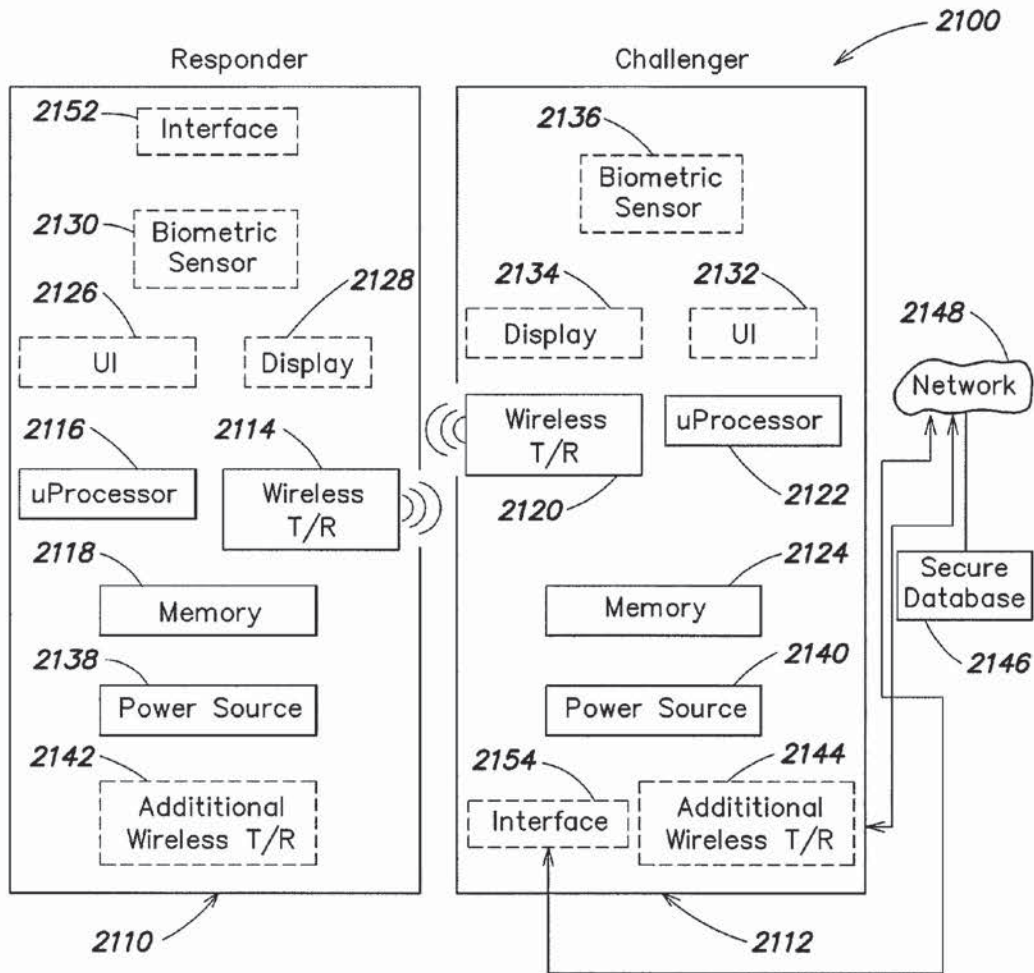 2100
Responder
Challenger
2152
Interface
2136
Biometric
Sensor
2130
Biometric
Sensor
2126
2128
2134
2132
UI
Display
Display
UI
2148
Network
2116
2114
uProcessor
Wireless
T/R
Wireless
T/R
2120
uProcessor
2122
2118
Memory
2124
Memory
Secure
Database
2146
2138
Power Source
2140
Power Source
2142
Addititional
Wireless T/R
2154
Interface
2144
Addititional
Wireless T/R
2110
2112